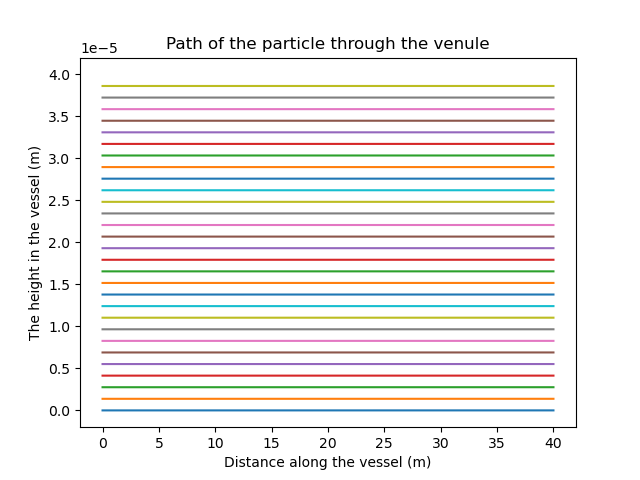 Path of the particle through the venule
1e−5
4.0
3.5
3.0
2.5
2.0
1.5
1.0
0.5
0.0
The height in the vessel (m)
0 5 10 15 20 25 30 35 40
Distance along the vessel (m)